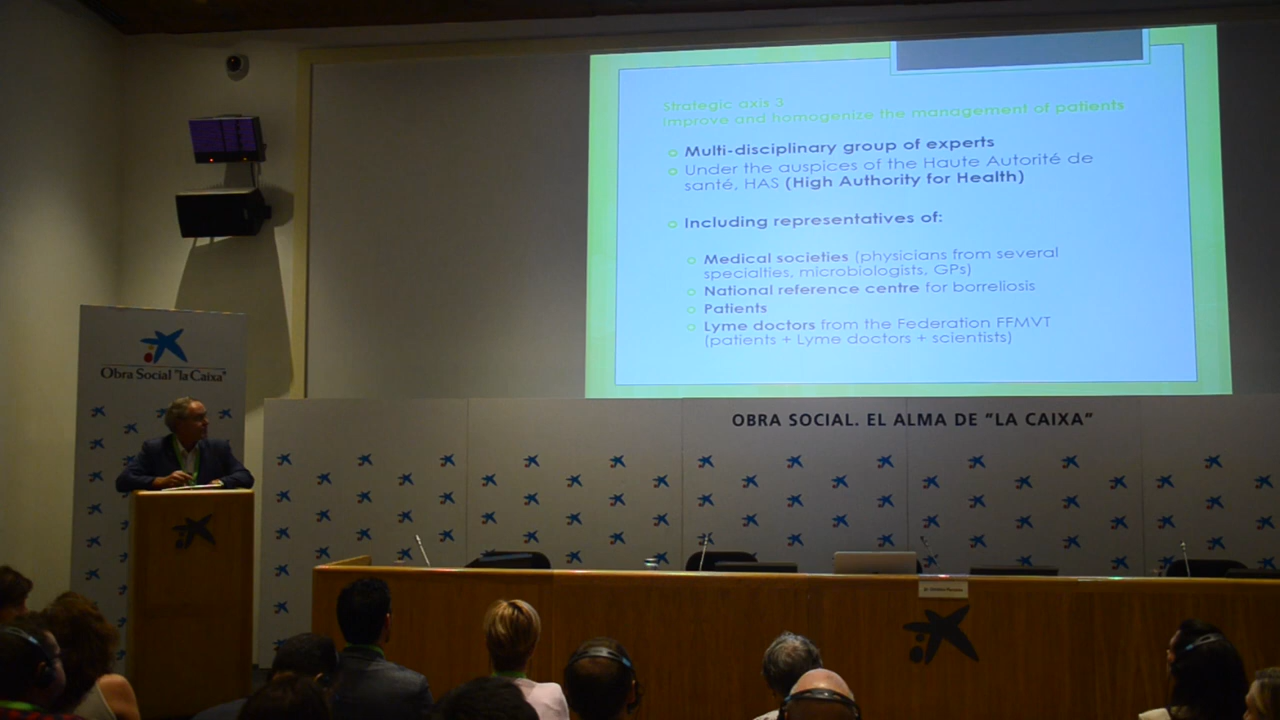 Strategic axis 3
Improve and homogenize the management of patients
Multi-disciplinary group of experts
Under the auspices of the Haute Autorité de
santé, HAS (High Authority for Health)
Including representatives of:
Medical societies (physicians from several
specialties, microbiologists, GPs)
National reference centre for borreliosis
Patients
Lyme doctors from the Federation FFMVT
(patients + Lyme doctors + scientists)
Obra Social "la Caixa"
OBRA SOCIAL. EL ALMA DE "LA CAIXA"